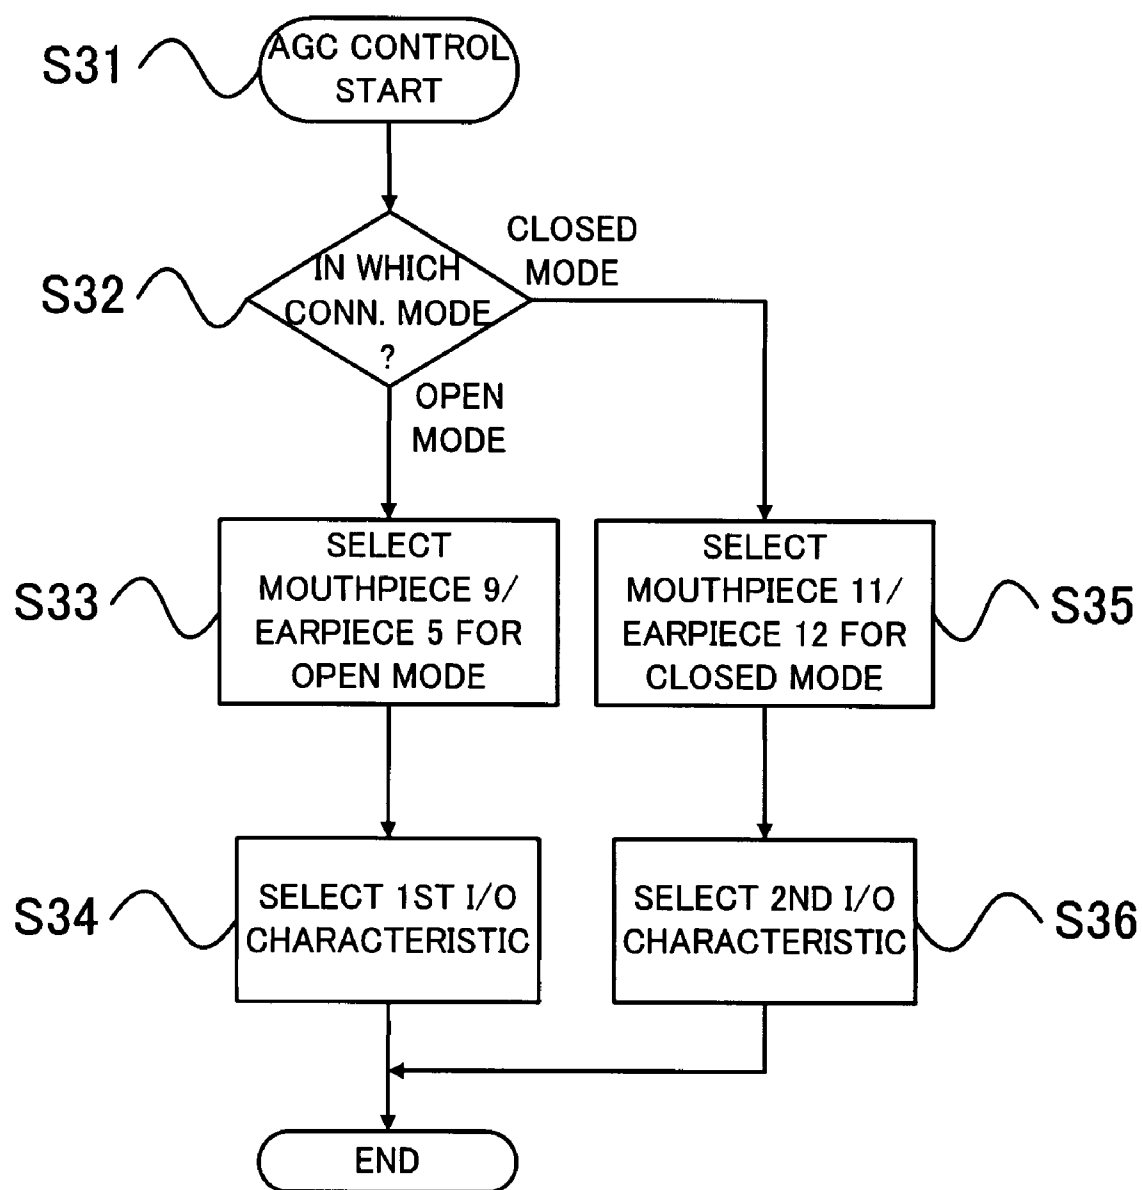 S31
AGC CONTROL
START
S32
IN WHICH
CONN. MODE
?
CLOSED
MODE
OPEN
MODE
S33
SELECT
MOUTHPIECE 9/
EARPIECE 5 FOR
OPEN MODE
SELECT
MOUTHPIECE 11/
EARPIECE 12 FOR
CLOSED MODE
S35
S34
SELECT 1ST I/O
CHARACTERISTIC
SELECT 2ND I/O
CHARACTERISTIC
S36
END